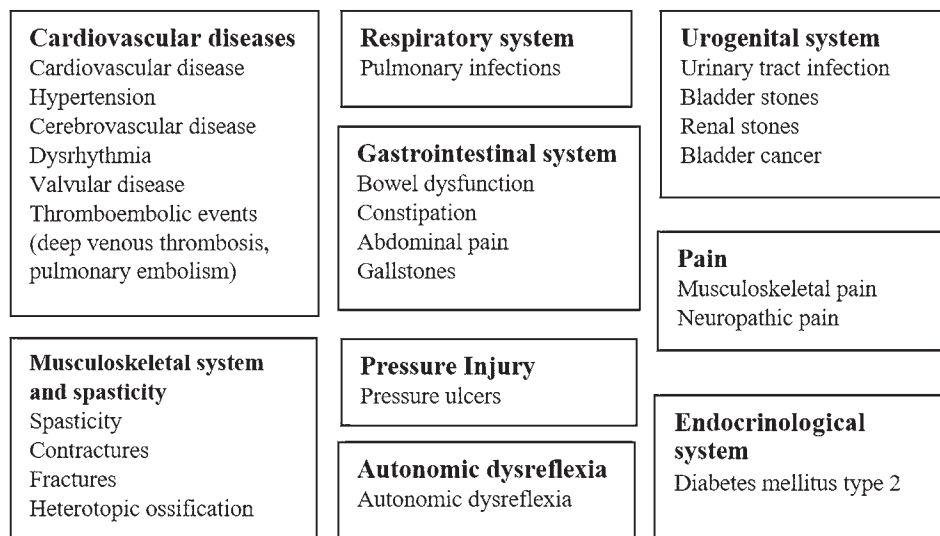 Cardiovascular diseases
Cardiovascular disease
Hypertension
Cerebrovascular disease
Dysrhythmia
Valvular disease
Thromboembolic events
(deep venous thrombosis,
pulmonary embolism)
Musculoskeletal system
and spasticity
Spasticity
Contractures
Fractures
Heterotopic ossification
Respiratory system
Pulmonary infections
Gastrointestinal system
Bowel dysfunction
Constipation
Abdominal pain
Gallstones
Pressure Injury
Pressure ulcers
Autonomic dysreflexia
Autonomic dysreflexia
Urogenital system
Urinary tract infection
Bladder stones
Renal stones
Bladder cancer
Pain
Musculoskeletal pain
Neuropathic pain
Endocrinological
system
Diabetes mellitus type 2